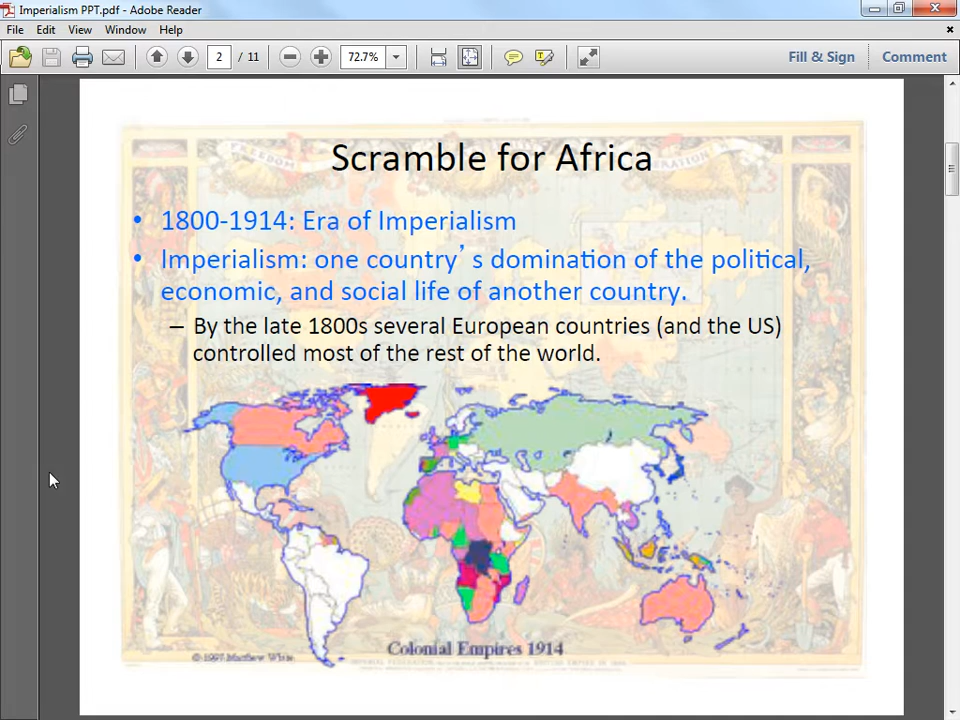 Imperialism PPT.pdf - Adobe Reader
File Edit View Window Help
2 / 11 72.7% Fill & Sign Comment
Scramble for Africa
• 1800-1914: Era of Imperialism
• Imperialism: one country’s domination of the political,
economic, and social life of another country.
– By the late 1800s several European countries (and the US)
controlled most of the rest of the world.
Colonial Empires 1914
© 1997 Matthew White